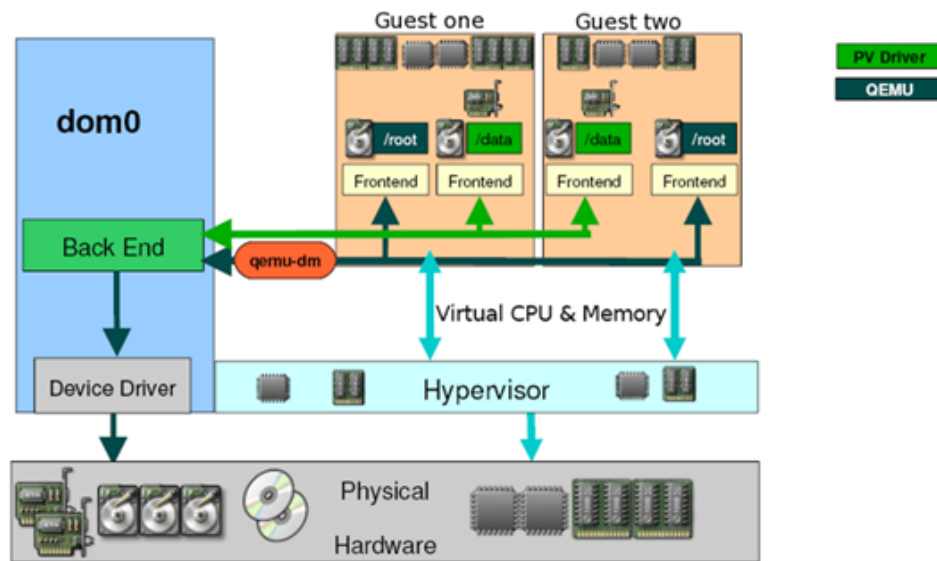 Guest one
Guest two
PV Driver
QEMU
dom0
/root
/data
/data
/root
Frontend
Frontend
Frontend
Frontend
Back End
qemu-dm
Virtual CPU & Memory
Device Driver
Hypervisor
Physical
Hardware